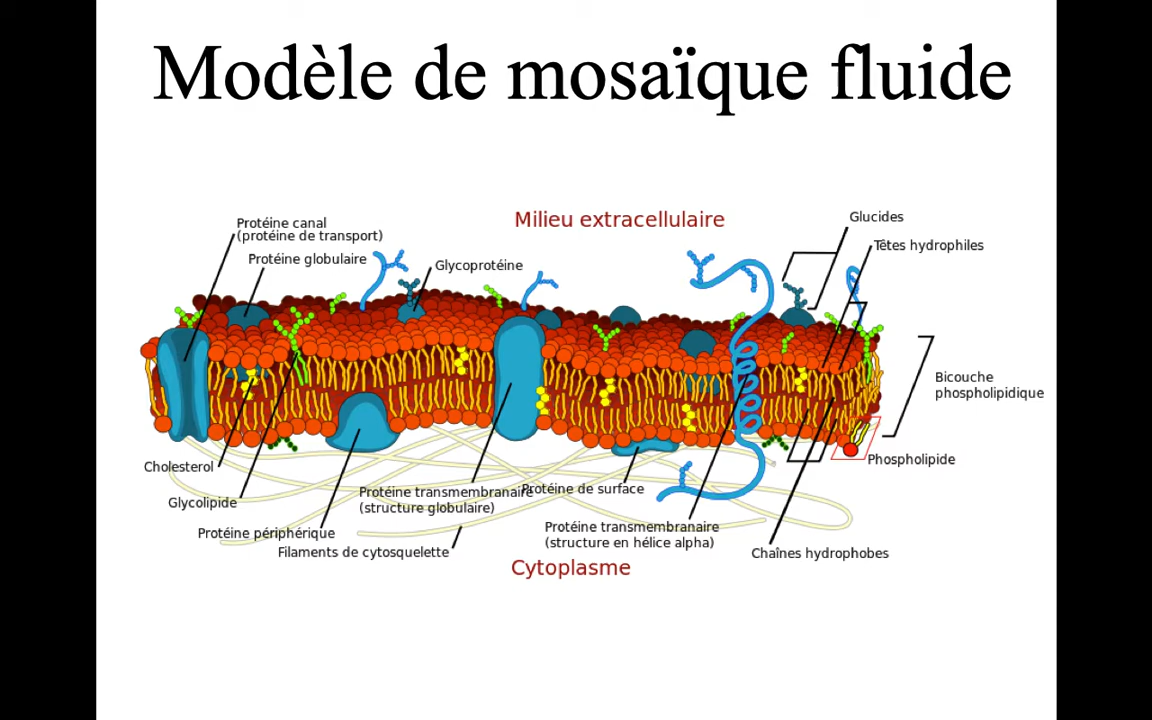 Modèle de mosaïque fluide
Milieu extracellulaire
Glucides
Protéine canal
(protéine de transport)
Têtes hydrophiles
Protéine globulaire
Glycoprotéine
Bicouche
phospholipidique
Phospholipide
Cholesterol
Glycolipide
Protéine transmembranaire
(structure globulaire)
Protéine de surface
Protéine périphérique
Protéine transmembranaire
(structure en hélice alpha)
Filaments de cytosquelette
Chaînes hydrophobes
Cytoplasme